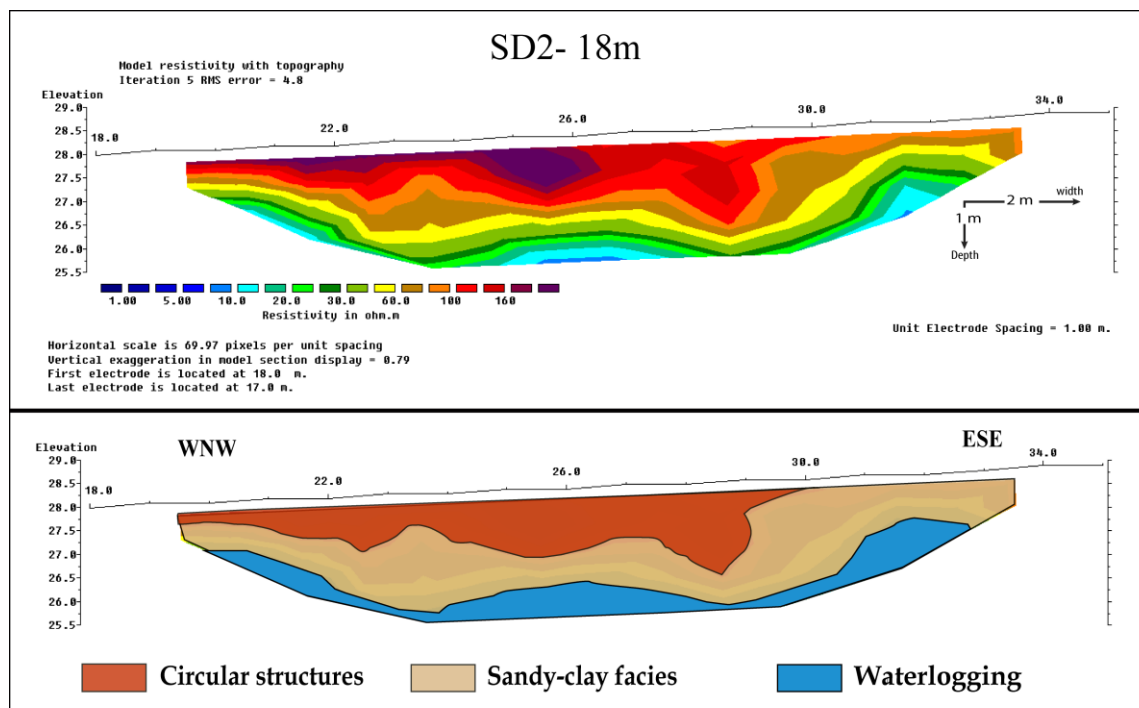 SD2- 18m
Model resistivity with topography
Iteration 5 RMS error = 4.8
Elevation
29.0
28.5
28.0
27.5
27.0
26.5
26.0
25.5
18.0
22.0
26.0
30.0
34.0
width
2 m
1 m
Depth
1.00 5.00 10.0 20.0 30.0 60.0 100 160
Resistivity in ohm.m
Unit Electrode Spacing = 1.00 m.
Horizontal scale is 69.97 pixels per unit spacing
Vertical exaggeration in model section display = 0.79
First electrode is located at 18.0 m.
Last electrode is located at 17.0 m.
WNW
ESE
Elevation
29.0
28.5
28.0
27.5
27.0
26.5
26.0
25.5
18.0
22.0
26.0
30.0
34.0
Circular structures Sandy-clay facies Waterlogging